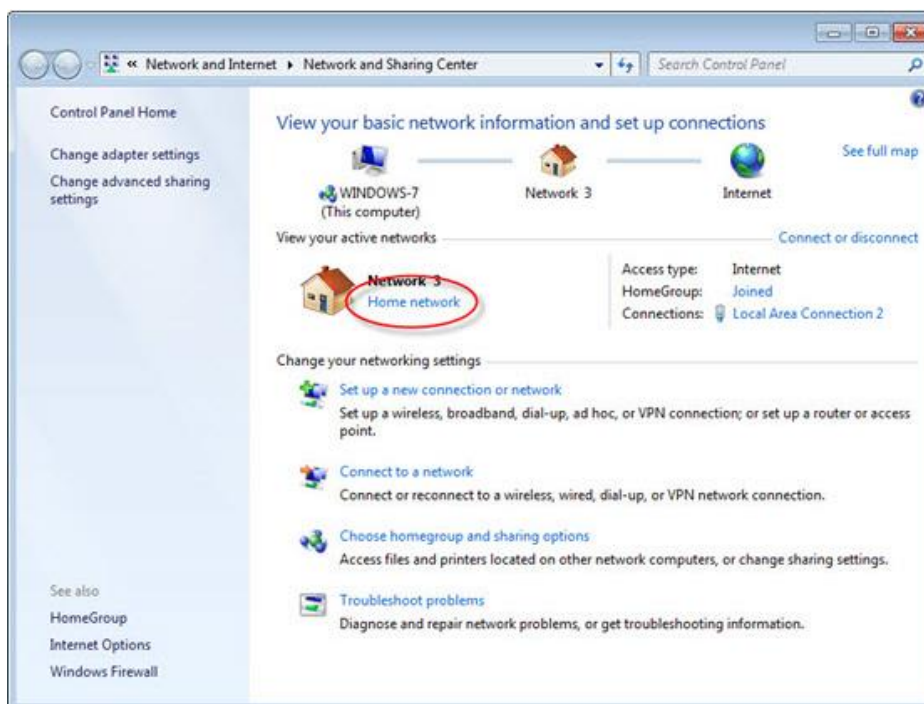 « Network and Internet ▸ Network and Sharing Center
Search Control Panel
Control Panel Home
Change adapter settings
Change advanced sharing
settings
See also
HomeGroup
Internet Options
Windows Firewall
View your basic network information and set up connections
See full map
WINDOWS-7
(This computer)
Network 3
Internet
View your active networks
Connect or disconnect
Network 3
Home network
Access type: Internet
HomeGroup: Joined
Connections: Local Area Connection 2
Change your networking settings
Set up a new connection or network
Set up a wireless, broadband, dial-up, ad hoc, or VPN connection; or set up a router or access
point.
Connect to a network
Connect or reconnect to a wireless, wired, dial-up, or VPN network connection.
Choose homegroup and sharing options
Access files and printers located on other network computers, or change sharing settings.
Troubleshoot problems
Diagnose and repair network problems, or get troubleshooting information.